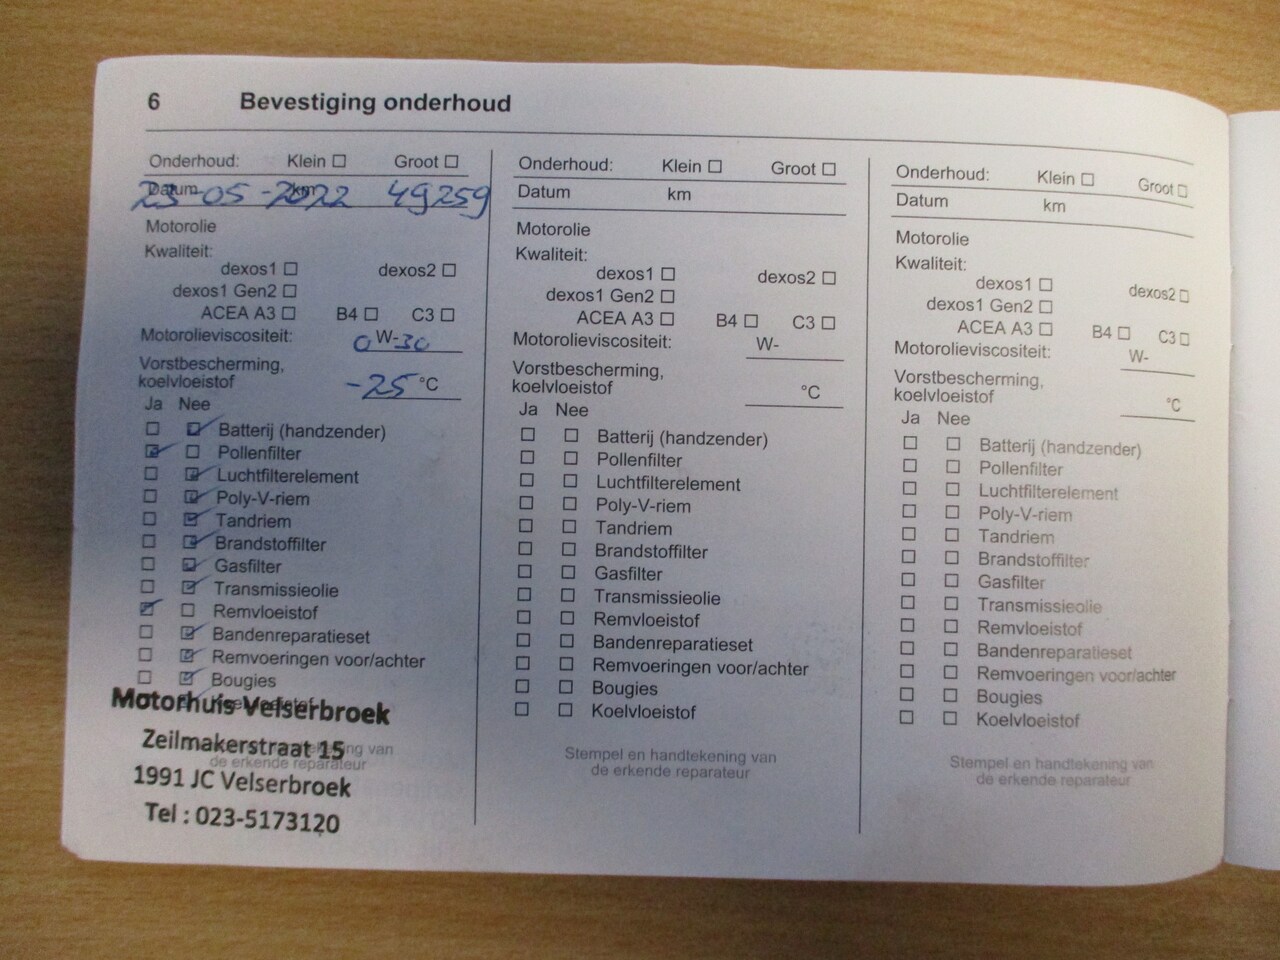 6 Bevestiging onderhoud
Onderhoud: Klein ☐ Groot ☐
Datum km
23-05-2022 49259
Motorolie
Kwaliteit:
dexos1 ☐ dexos2 ☐
dexos1 Gen2 ☐
ACEA A3 ☐ B4 ☐ C3 ☐
Motorolieviscositeit: 0W-30
Vorstbescherming,
koelvloeistof -25 °C
Ja Nee
☐ ☑ Batterij (handzender)
☑ ☐ Pollenfilter
☐ ☑ Luchtfilterelement
☐ ☑ Poly-V-riem
☐ ☑ Tandriem
☐ ☑ Brandstoffilter
☐ ☑ Gasfilter
☐ ☑ Transmissieolie
☑ ☐ Remvloeistof
☐ ☑ Bandenreparatieset
☐ ☑ Remvoeringen voor/achter
☐ ☑ Bougies
Motorhuis Velserbroek
Zeilmakerstraat 15
de erkende reparateur
1991 JC Velserbroek
Tel : 023-5173120
Onderhoud: Klein ☐ Groot ☐
Datum km
Motorolie
Kwaliteit:
dexos1 ☐ dexos2 ☐
dexos1 Gen2 ☐
ACEA A3 ☐ B4 ☐ C3 ☐
Motorolieviscositeit: W-
Vorstbescherming,
koelvloeistof °C
Ja Nee
☐ ☐ Batterij (handzender)
☐ ☐ Pollenfilter
☐ ☐ Luchtfilterelement
☐ ☐ Poly-V-riem
☐ ☐ Tandriem
☐ ☐ Brandstoffilter
☐ ☐ Gasfilter
☐ ☐ Transmissieolie
☐ ☐ Remvloeistof
☐ ☐ Bandenreparatieset
☐ ☐ Remvoeringen voor/achter
☐ ☐ Bougies
☐ ☐ Koelvloeistof
Stempel en handtekening van
de erkende reparateur
Onderhoud: Klein ☐ Groot ☐
Datum km
Motorolie
Kwaliteit:
dexos1 ☐ dexos2 ☐
dexos1 Gen2 ☐
ACEA A3 ☐ B4 ☐ C3 ☐
Motorolieviscositeit: W-
Vorstbescherming,
koelvloeistof °C
Ja Nee
☐ ☐ Batterij (handzender)
☐ ☐ Pollenfilter
☐ ☐ Luchtfilterelement
☐ ☐ Poly-V-riem
☐ ☐ Tandriem
☐ ☐ Brandstoffilter
☐ ☐ Gasfilter
☐ ☐ Transmissieolie
☐ ☐ Remvloeistof
☐ ☐ Bandenreparatieset
☐ ☐ Remvoeringen voor/achter
☐ ☐ Bougies
☐ ☐ Koelvloeistof
Stempel en handtekening van
de erkende reparateur